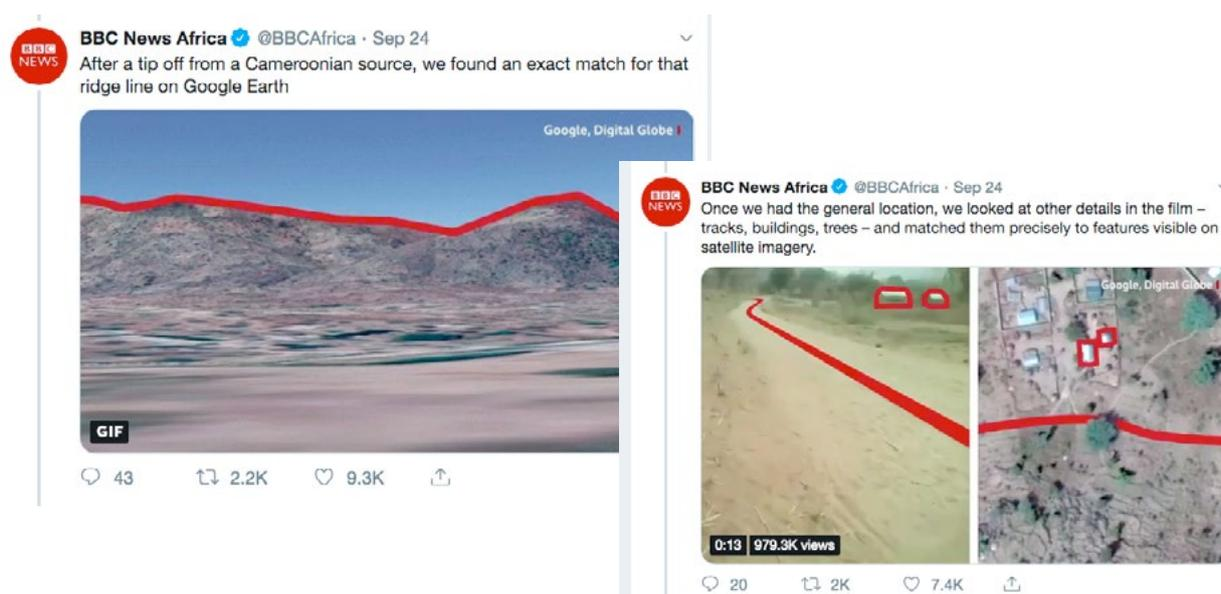 BBC NEWS
BBC News Africa @BBCAfrica · Sep 24
After a tip off from a Cameroonian source, we found an exact match for that
ridge line on Google Earth
Google, Digital Globe
GIF
43 2.2K 9.3K
BBC NEWS
BBC News Africa @BBCAfrica · Sep 24
Once we had the general location, we looked at other details in the film –
tracks, buildings, trees – and matched them precisely to features visible on
satellite imagery.
Google, Digital Globe
0:13 979.3K views
20 2K 7.4K